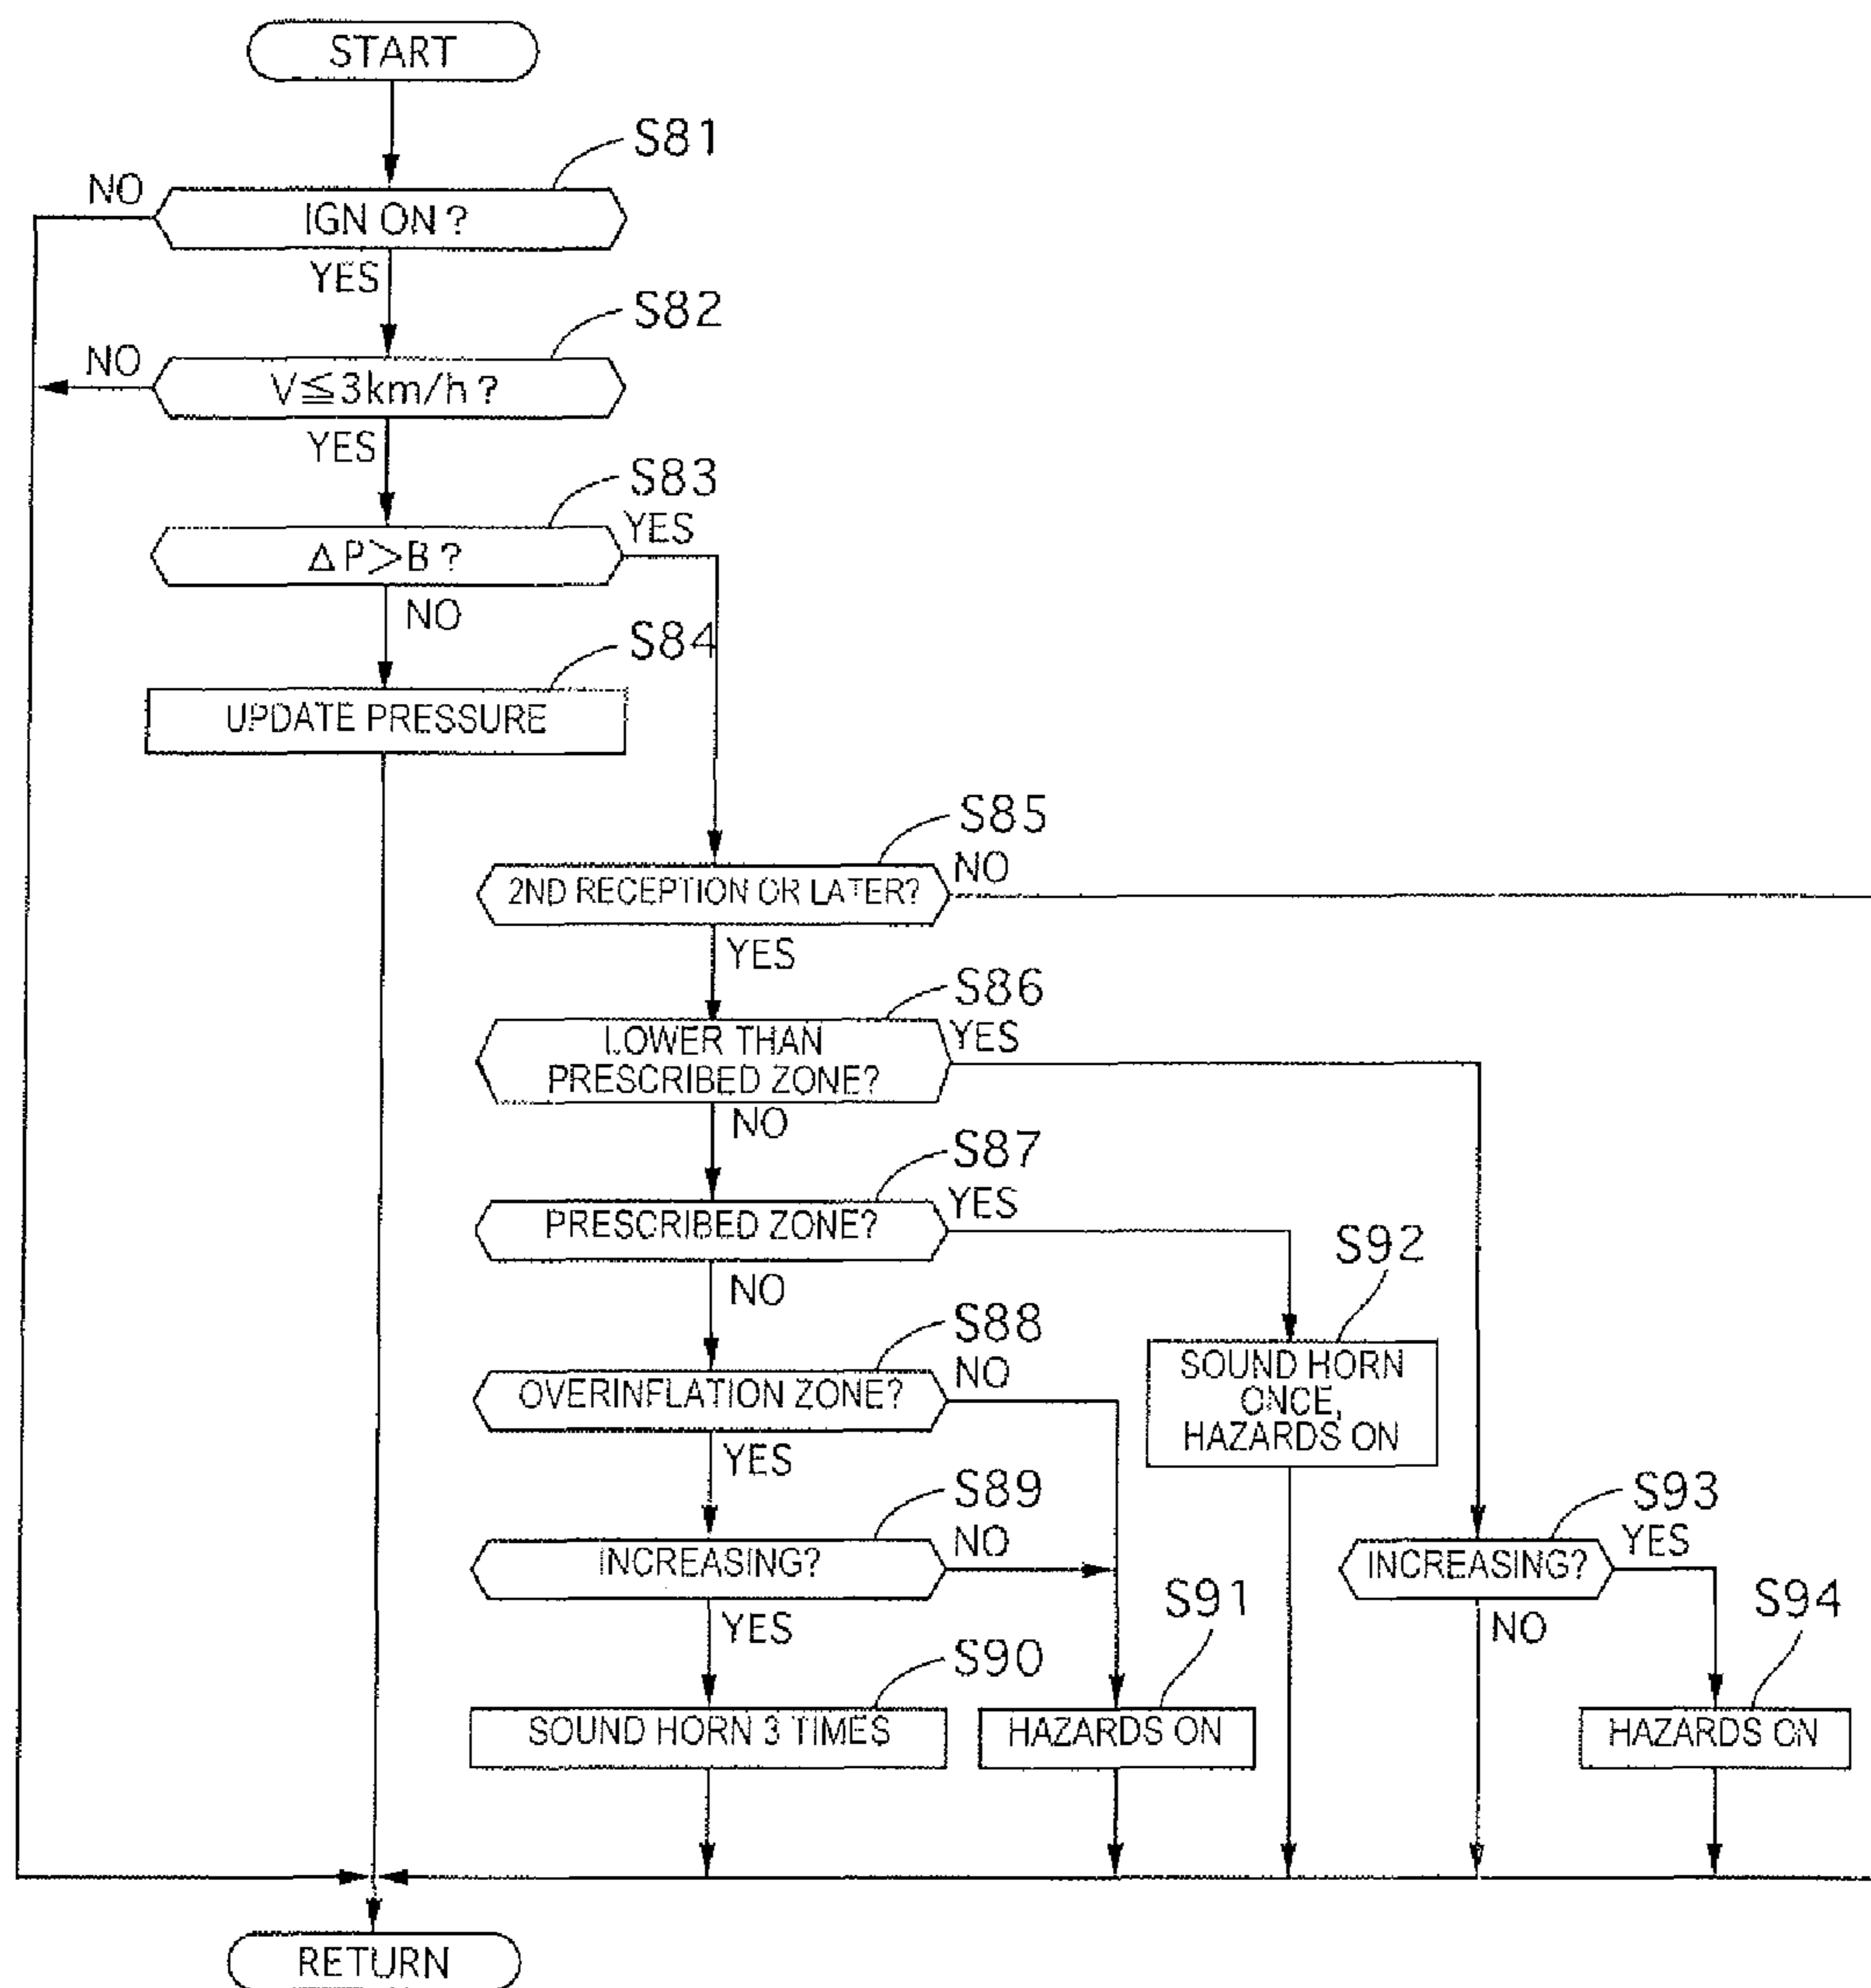 START
S81
NO
IGN ON?
YES
S82
NO
V≦3km/h?
YES
S83
YES
ΔP>B?
NO
S84
UPDATE PRESSURE
S85
NO
2ND RECEPTION OR LATER?
YES
S86
YES
LOWER THAN
PRESCRIBED ZONE?
NO
S87
YES
PRESCRIBED ZONE?
NO
S92
SOUND HORN
ONCE,
HAZARDS ON
S88
NO
OVERINFLATION ZONE?
YES
S89
NO
INCREASING?
YES
S93
YES
INCREASING?
NO
S90
SOUND HORN 3 TIMES
S91
HAZARDS ON
S94
HAZARDS ON
RETURN